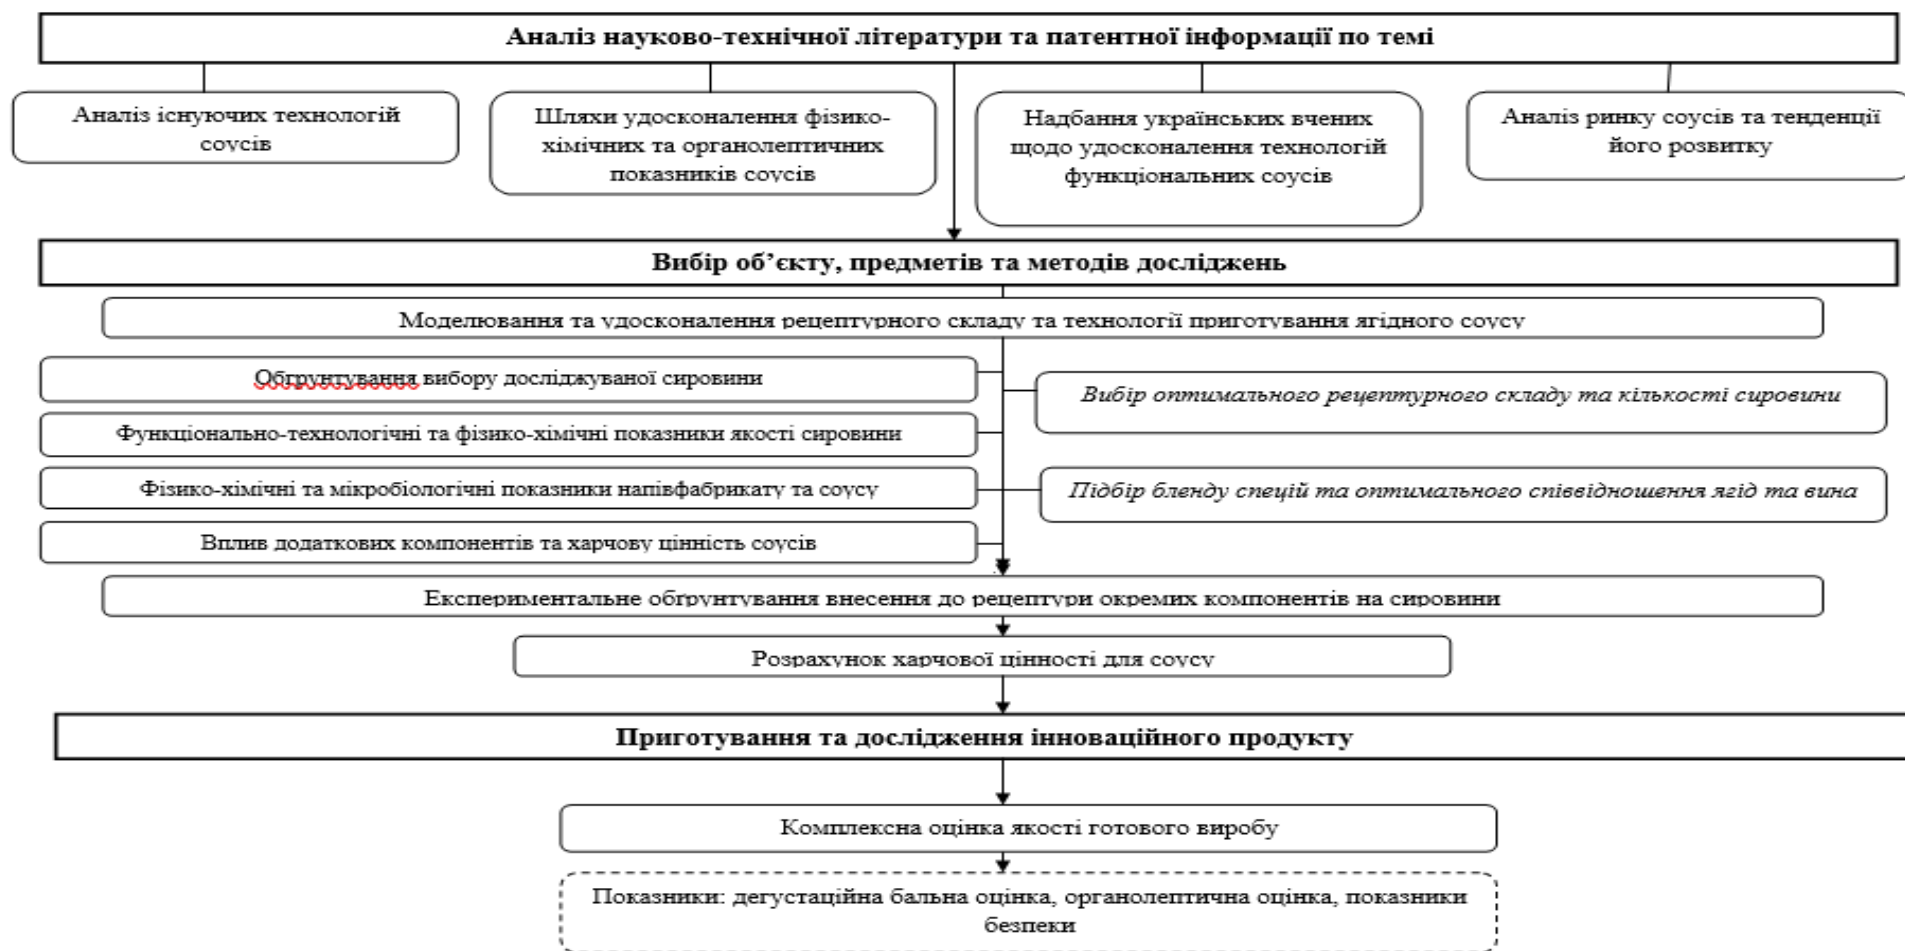 Аналіз науково-технічної літератури та патентної інформації по темі
Аналіз існуючих технологій
соусів
Шляхи удосконалення фізико-
хімічних та органолептичних
показників соусів
Надбання українських вчених
щодо удосконалення технологій
функціональних соусів
Аналіз ринку соусів та тенденції
його розвитку
Вибір об’єкту, предметів та методів досліджень
Моделювання та удосконалення рецептурного складу та технології приготування ягідного соусу
Обґрунтування вибору досліджуваної сировини
Вибір оптимального рецептурного складу та кількості сировини
Функціонально-технологічні та фізико-хімічні показники якості сировини
Фізико-хімічні та мікробіологічні показники напівфабрикату та соусу
Підбір бленду спецій та оптимального співвідношення ягід та вина
Вплив додаткових компонентів та харчову цінність соусів
Експериментальне обґрунтування внесення до рецептури окремих компонентів на сировини
Розрахунок харчової цінності для соусу
Приготування та дослідження інноваційного продукту
Комплексна оцінка якості готового виробу
Показники: дегустаційна бальна оцінка, органолептична оцінка, показники
безпеки